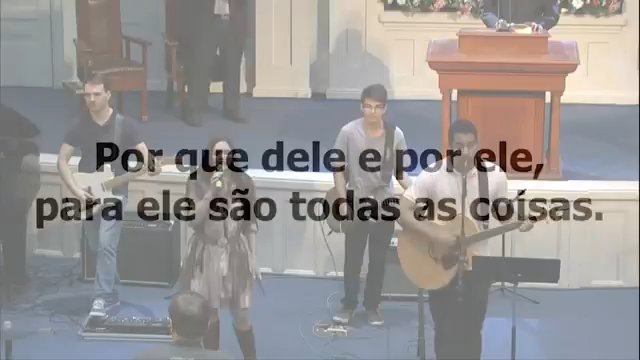 Por que dele e por ele,
para ele são todas as coisas.